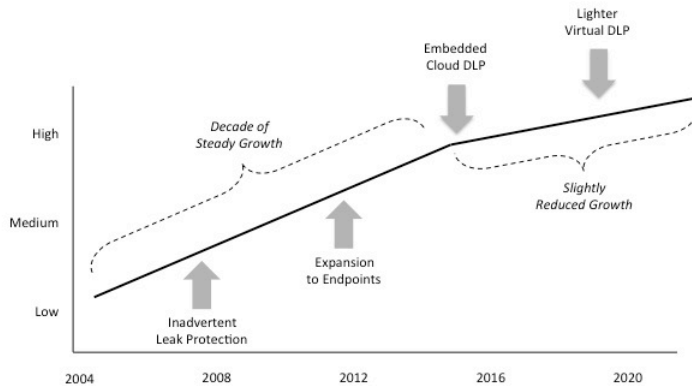 Lighter
Virtual DLP
Embedded
Cloud DLP
Decade of
Steady Growth
High
Slightly
Reduced Growth
Medium
Expansion
to Endpoints
Low
Inadvertent
Leak Protection
2004
2008
2012
2016
2020